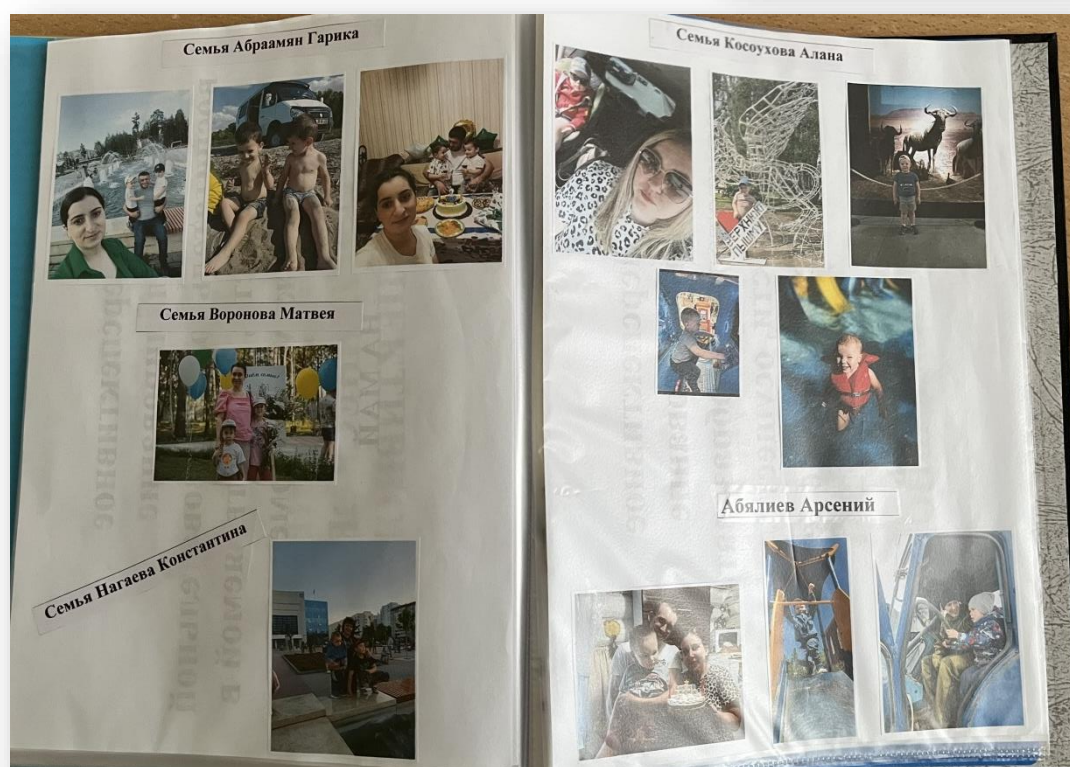 Семья Абраамян Гарика
Семья Воронова Матвея
Семья Нагаева Константина
Семья Косоухова Алана
Абялиев Арсений